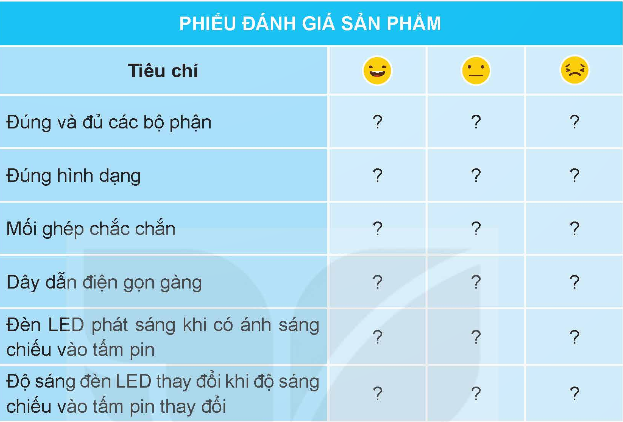 PHIẾU ĐÁNH GIÁ SẢN PHẨM
Tiêu chí
Đúng và đủ các bộ phận ? ? ?
Đúng hình dạng ? ? ?
Mối ghép chắc chắn ? ? ?
Dây dẫn điện gọn gàng ? ? ?
Đèn LED phát sáng khi có ánh sáng
chiếu vào tấm pin ? ? ?
Độ sáng đèn LED thay đổi khi độ sáng
chiếu vào tấm pin thay đổi ? ? ?